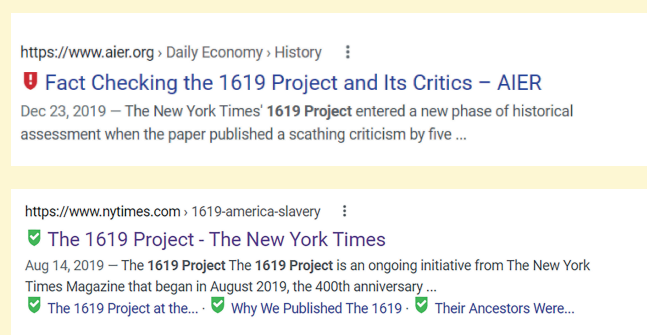 https://www.aier.org › Daily Economy › History
Fact Checking the 1619 Project and Its Critics – AIER
Dec 23, 2019 — The New York Times' 1619 Project entered a new phase of historical
assessment when the paper published a scathing criticism by five ...
https://www.nytimes.com › 1619-america-slavery
The 1619 Project - The New York Times
Aug 14, 2019 — The 1619 Project The 1619 Project is an ongoing initiative from The New York
Times Magazine that began in August 2019, the 400th anniversary ...
The 1619 Project at the... · Why We Published The 1619 · Their Ancestors Were...